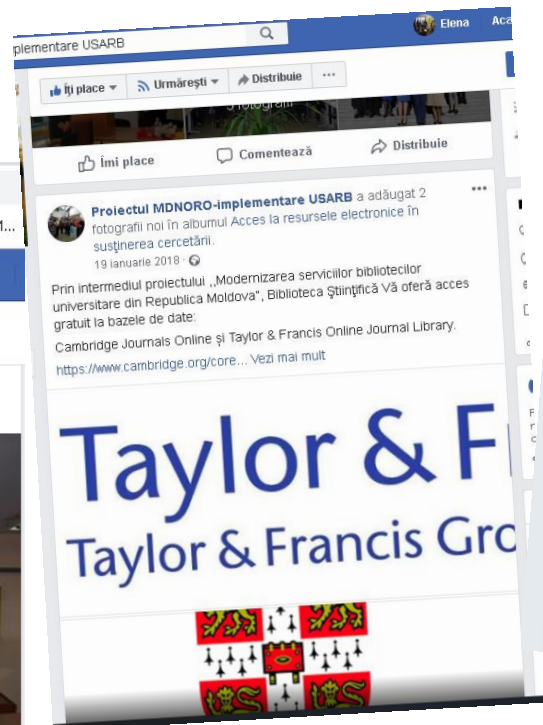 plementare USARB
Elena
Aca
Îți place
Urmărești
Distribuie
Îmi place
Comentează
Distribuie
Proiectul MDNORO-implementare USARB a adăugat 2
fotografii noi în albumul Acces la resursele electronice în
susținerea cercetării.
19 ianuarie 2018
Prin intermediul proiectului ,,Modernizarea serviciilor bibliotecilor
universitare din Republica Moldova", Biblioteca Științifică Vă oferă acces
gratuit la bazele de date:
Cambridge Journals Online și Taylor & Francis Online Journal Library.
https://www.cambridge.org/core... Vezi mai mult
Taylor & F
Taylor & Francis Gro